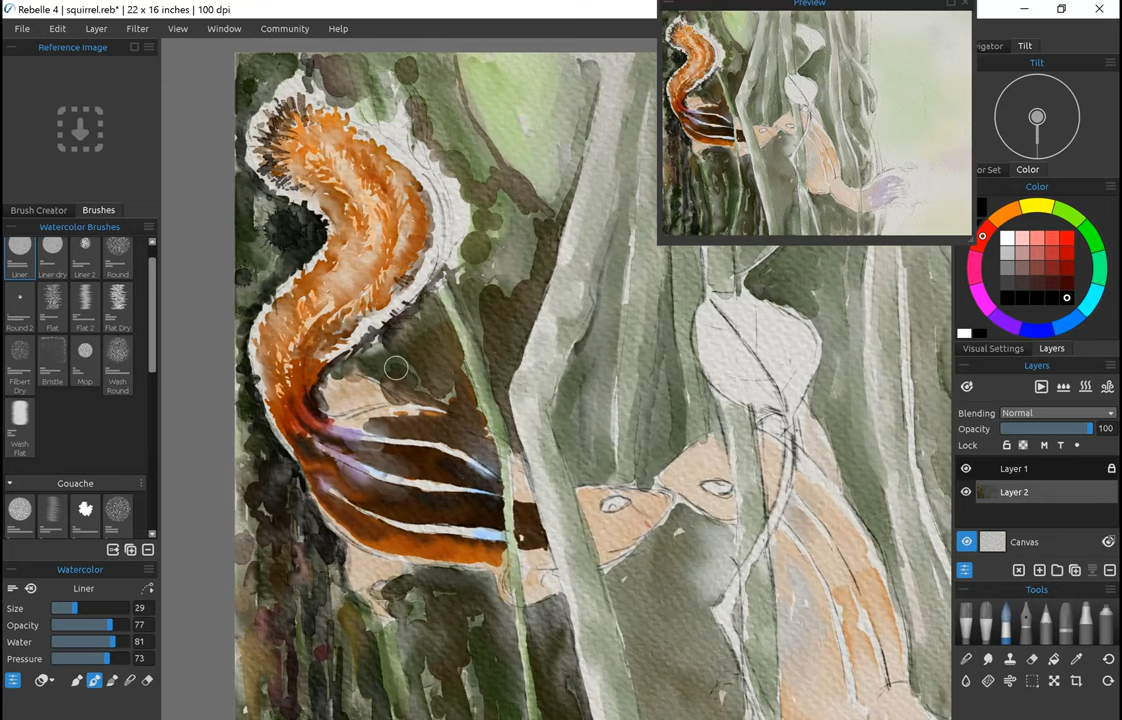 Rebelle 4 | squirrel.reb* | 22 x 16 inches | 100 dpi
Preview
File Edit Layer Filter View Window Community Help
Reference Image
Tilt
Tilt
Color
Color
Brush Creator Brushes
Watercolor Brushes
Liner Liner dry Liner 2 Round
Round 2 Flat Flat 2 Flat Dry
Filbert Dry Bristle Mop Wash Round
Wash Flat
Gouache
Watercolor
Liner
Size 29
Opacity 77
Water 81
Pressure 73
Visual Settings Layers
Layers
Blending Normal
Opacity 100
Lock M T
Layer 1
Layer 2
Canvas
Tools